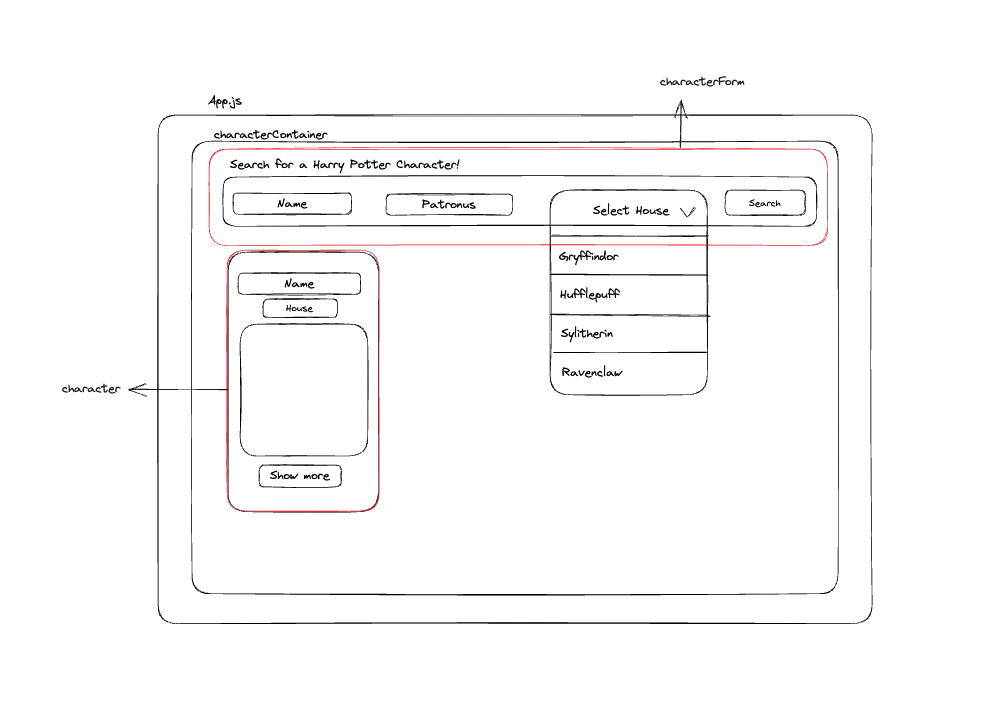 characterForm
App.js
characterContainer
Search for a Harry Potter Character!
Name
Patronus
Select House
Search
Gryffindor
Hufflepuff
Sylitherin
Ravenclaw
Name
House
character
Show more